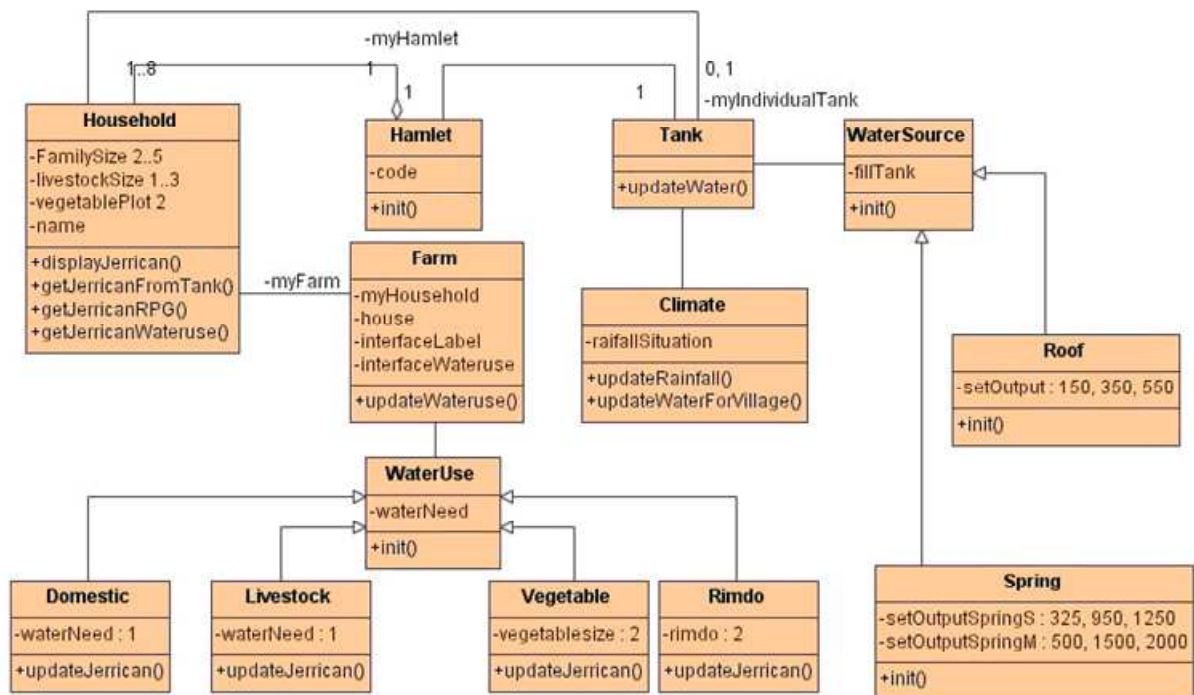 -myHamlet
1..8
1
1
1
0, 1
-myIndividualTank
Household
-FamilySize 2..5
-livestockSize 1..3
-vegetablePlot 2
-name
+displayJerrican()
+getJerricanFromTank()
+getJerricanRPG()
+getJerricanWateruse()
Hamlet
-code
+init()
Tank
+updateWater()
WaterSource
-fillTank
+init()
-myFarm
Farm
-myHousehold
-house
-interfaceLabel
-interfaceWateruse
+updateWateruse()
Climate
-raifallSituation
+updateRainfall()
+updateWaterForVillage()
Roof
-setOutput : 150, 350, 550
+init()
WaterUse
-waterNeed
+init()
Domestic
-waterNeed : 1
+updateJerrican()
Livestock
-waterNeed : 1
+updateJerrican()
Vegetable
-vegetablesize : 2
+updateJerrican()
Rimdo
-rimdo : 2
+updateJerrican()
Spring
-setOutputSpringS : 325, 950, 1250
-setOutputSpringM : 500, 1500, 2000
+init()